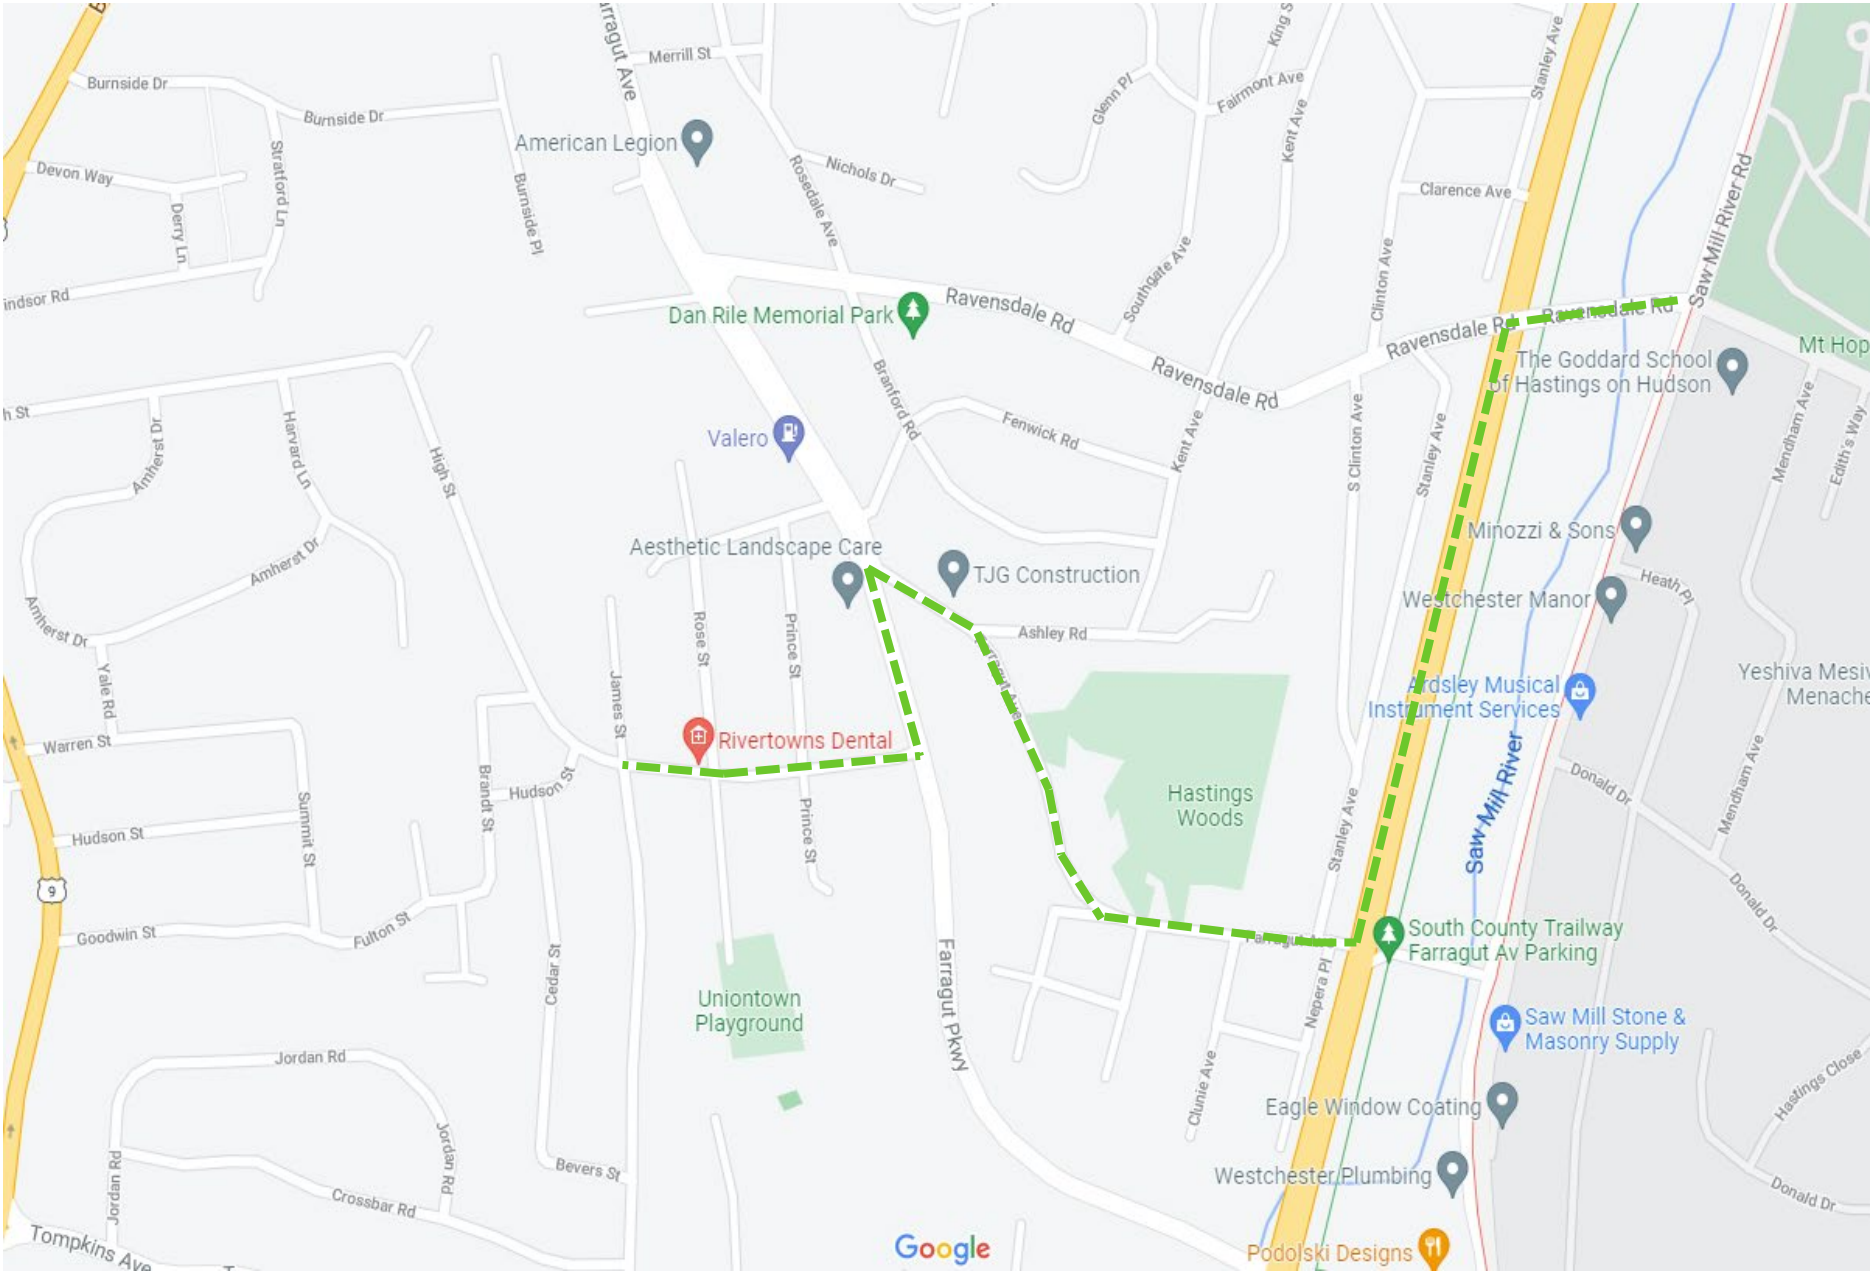 B
Burnside Dr
Burnside Dr
Burnside Pl
Devon Way
Derry Ln
Stratford Ln
indsor Rd
h St
Merrill St
rragut Ave
American Legion
Rosedale Ave
Nichols Dr
Glenn Pl
Fairmont Ave
King S
Kent Ave
Stanley Ave
Clarence Ave
Clinton Ave
Southgate Ave
Saw Mill River Rd
Dan Rile Memorial Park
Ravensdale Rd
Ravensdale Rd
Ravensdale Rd
Ravensdale Rd
The Goddard School
of Hastings on Hudson
Mt Hop
Mendham Ave
Edith's Way
Valero
Branford Rd
Fenwick Rd
Kent Ave
S Clinton Ave
Stanley Ave
Amherst Dr
Harvard Ln
High St
Amherst Dr
Amherst Dr
Yale Rd
Minozzi & Sons
Heath Pl
Westchester Manor
Aesthetic Landscape Care
TJG Construction
Ashley Rd
Rose St
Prince St
James St
rragut Ave
Ardsley Musical
Instrument Services
Yeshiva Mesiv
Menache
Warren St
Rivertowns Dental
Hudson St
Brandt St
Summit St
Hudson St
9
Prince St
Hastings
Woods
Stanley Ave
Saw Mill River
Donald Dr
Mendham Ave
Donald Dr
Goodwin St
Fulton St
Cedar St
Farragut Pkwy
Farragut Ave
Nepera Pl
South County Trailway
Farragut Av Parking
Uniontown
Playground
Saw Mill Stone &
Masonry Supply
Jordan Rd
Jordan Rd
Jordan Rd
Clunie Ave
Eagle Window Coating
Hastings Close
Bevers St
Crossbar Rd
Westchester Plumbing
Donald Dr
Tompkins Ave
Google
Podolski Designs